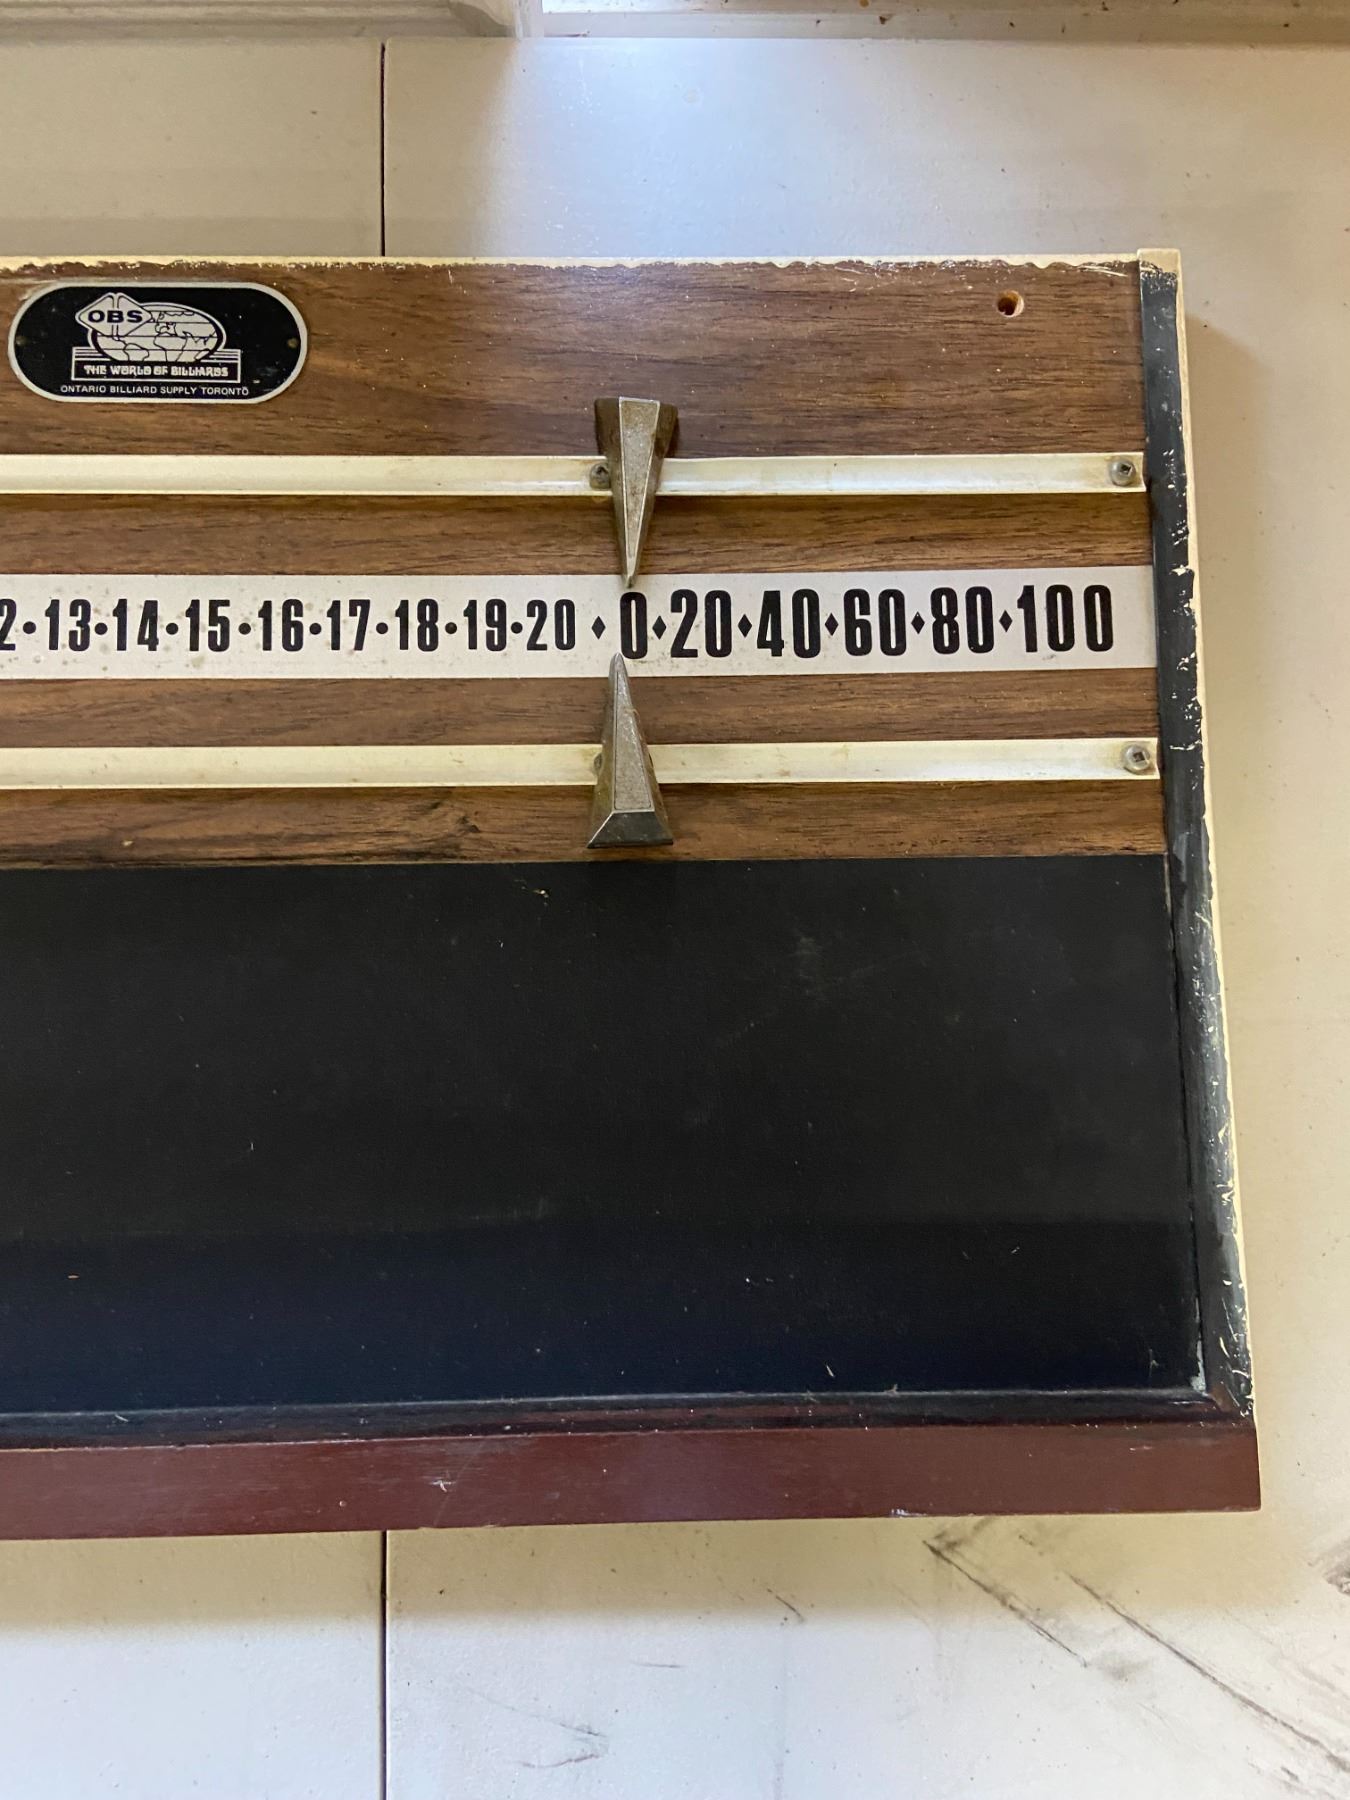 OBS
THE WORLD OF BILLIARDS
ONTARIO BILLIARD SUPPLY TORONTO
2•13•14•15•16•17•18•19•20♦0♦20♦40♦60♦80♦100